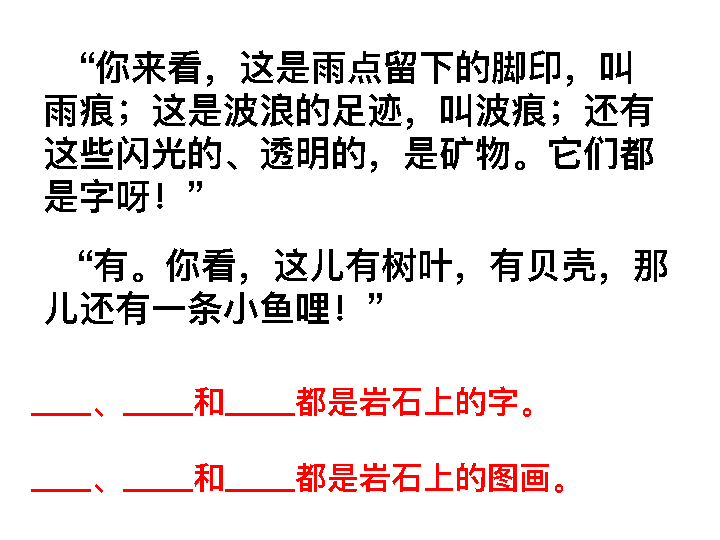 “你来看，这是雨点留下的脚印，叫
雨痕；这是波浪的足迹，叫波痕；还有
这些闪光的、透明的，是矿物。它们都
是字呀！”
“有。你看，这儿有树叶，有贝壳，那
儿还有一条小鱼哩！”
____、_____和_____都是岩石上的字。
____、_____和_____都是岩石上的图画。